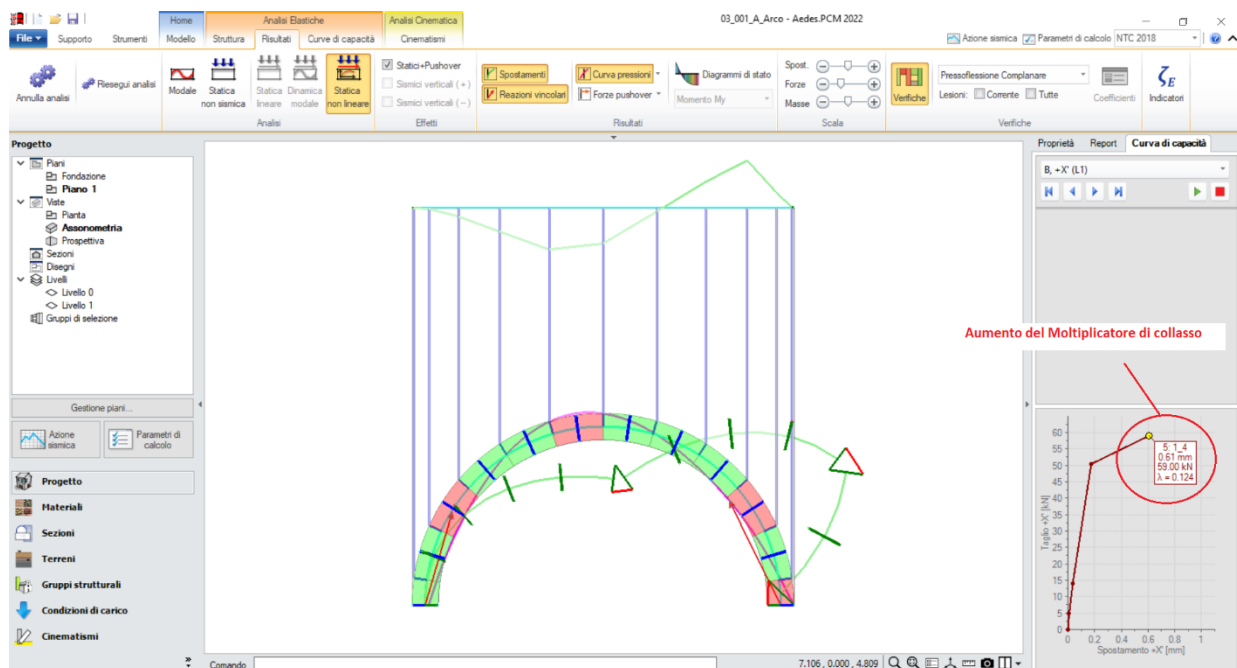 03_001_A_Arco - Aedes.PCM 2022
Home
Analisi Elastiche
Analisi Cinematica
File
Supporto
Strumenti
Modello
Struttura
Risultati
Curve di capacità
Cinematismi
Azione sismica
Parametri di calcolo
NTC 2018
Annulla analisi
Riesegui analisi
Modale
Statica
non sismica
Statica
lineare
Dinamica
modale
Statica
non lineare
Analisi
Statici+Pushover
Sismici verticali (+)
Sismici verticali (−)
Effetti
Spostamenti
Reazioni vincolari
Curva pressioni
Forze pushover
Diagrammi di stato
Momento My
Risultati
Spost.
Forze
Masse
Scala
Verifiche
Pressoflessione Complanare
Lesioni:
Corrente
Tutte
Coefficienti
Verifiche
ζE
Indicatori
Progetto
Piani
Fondazione
Piano 1
Viste
Pianta
Assonometria
Prospettiva
Sezioni
Disegni
Livelli
Livello 0
Livello 1
Gruppi di selezione
Gestione piani...
Azione
sismica
Parametri di
calcolo
Progetto
Materiali
Sezioni
Terreni
Gruppi strutturali
Condizioni di carico
Cinematismi
Comando
7.106 , 0.000 , 4.809
Proprietà
Report
Curva di capacità
B, +X' (L1)
Aumento del Moltiplicatore di collasso
5: 1_4
0.61 mm
59.00 kN
λ = 0.124
Taglio +X' [kN]
60
55
50
45
40
35
30
25
20
15
10
5
0
0
0.2
0.4
0.6
0.8
1
Spostamento +X' [mm]